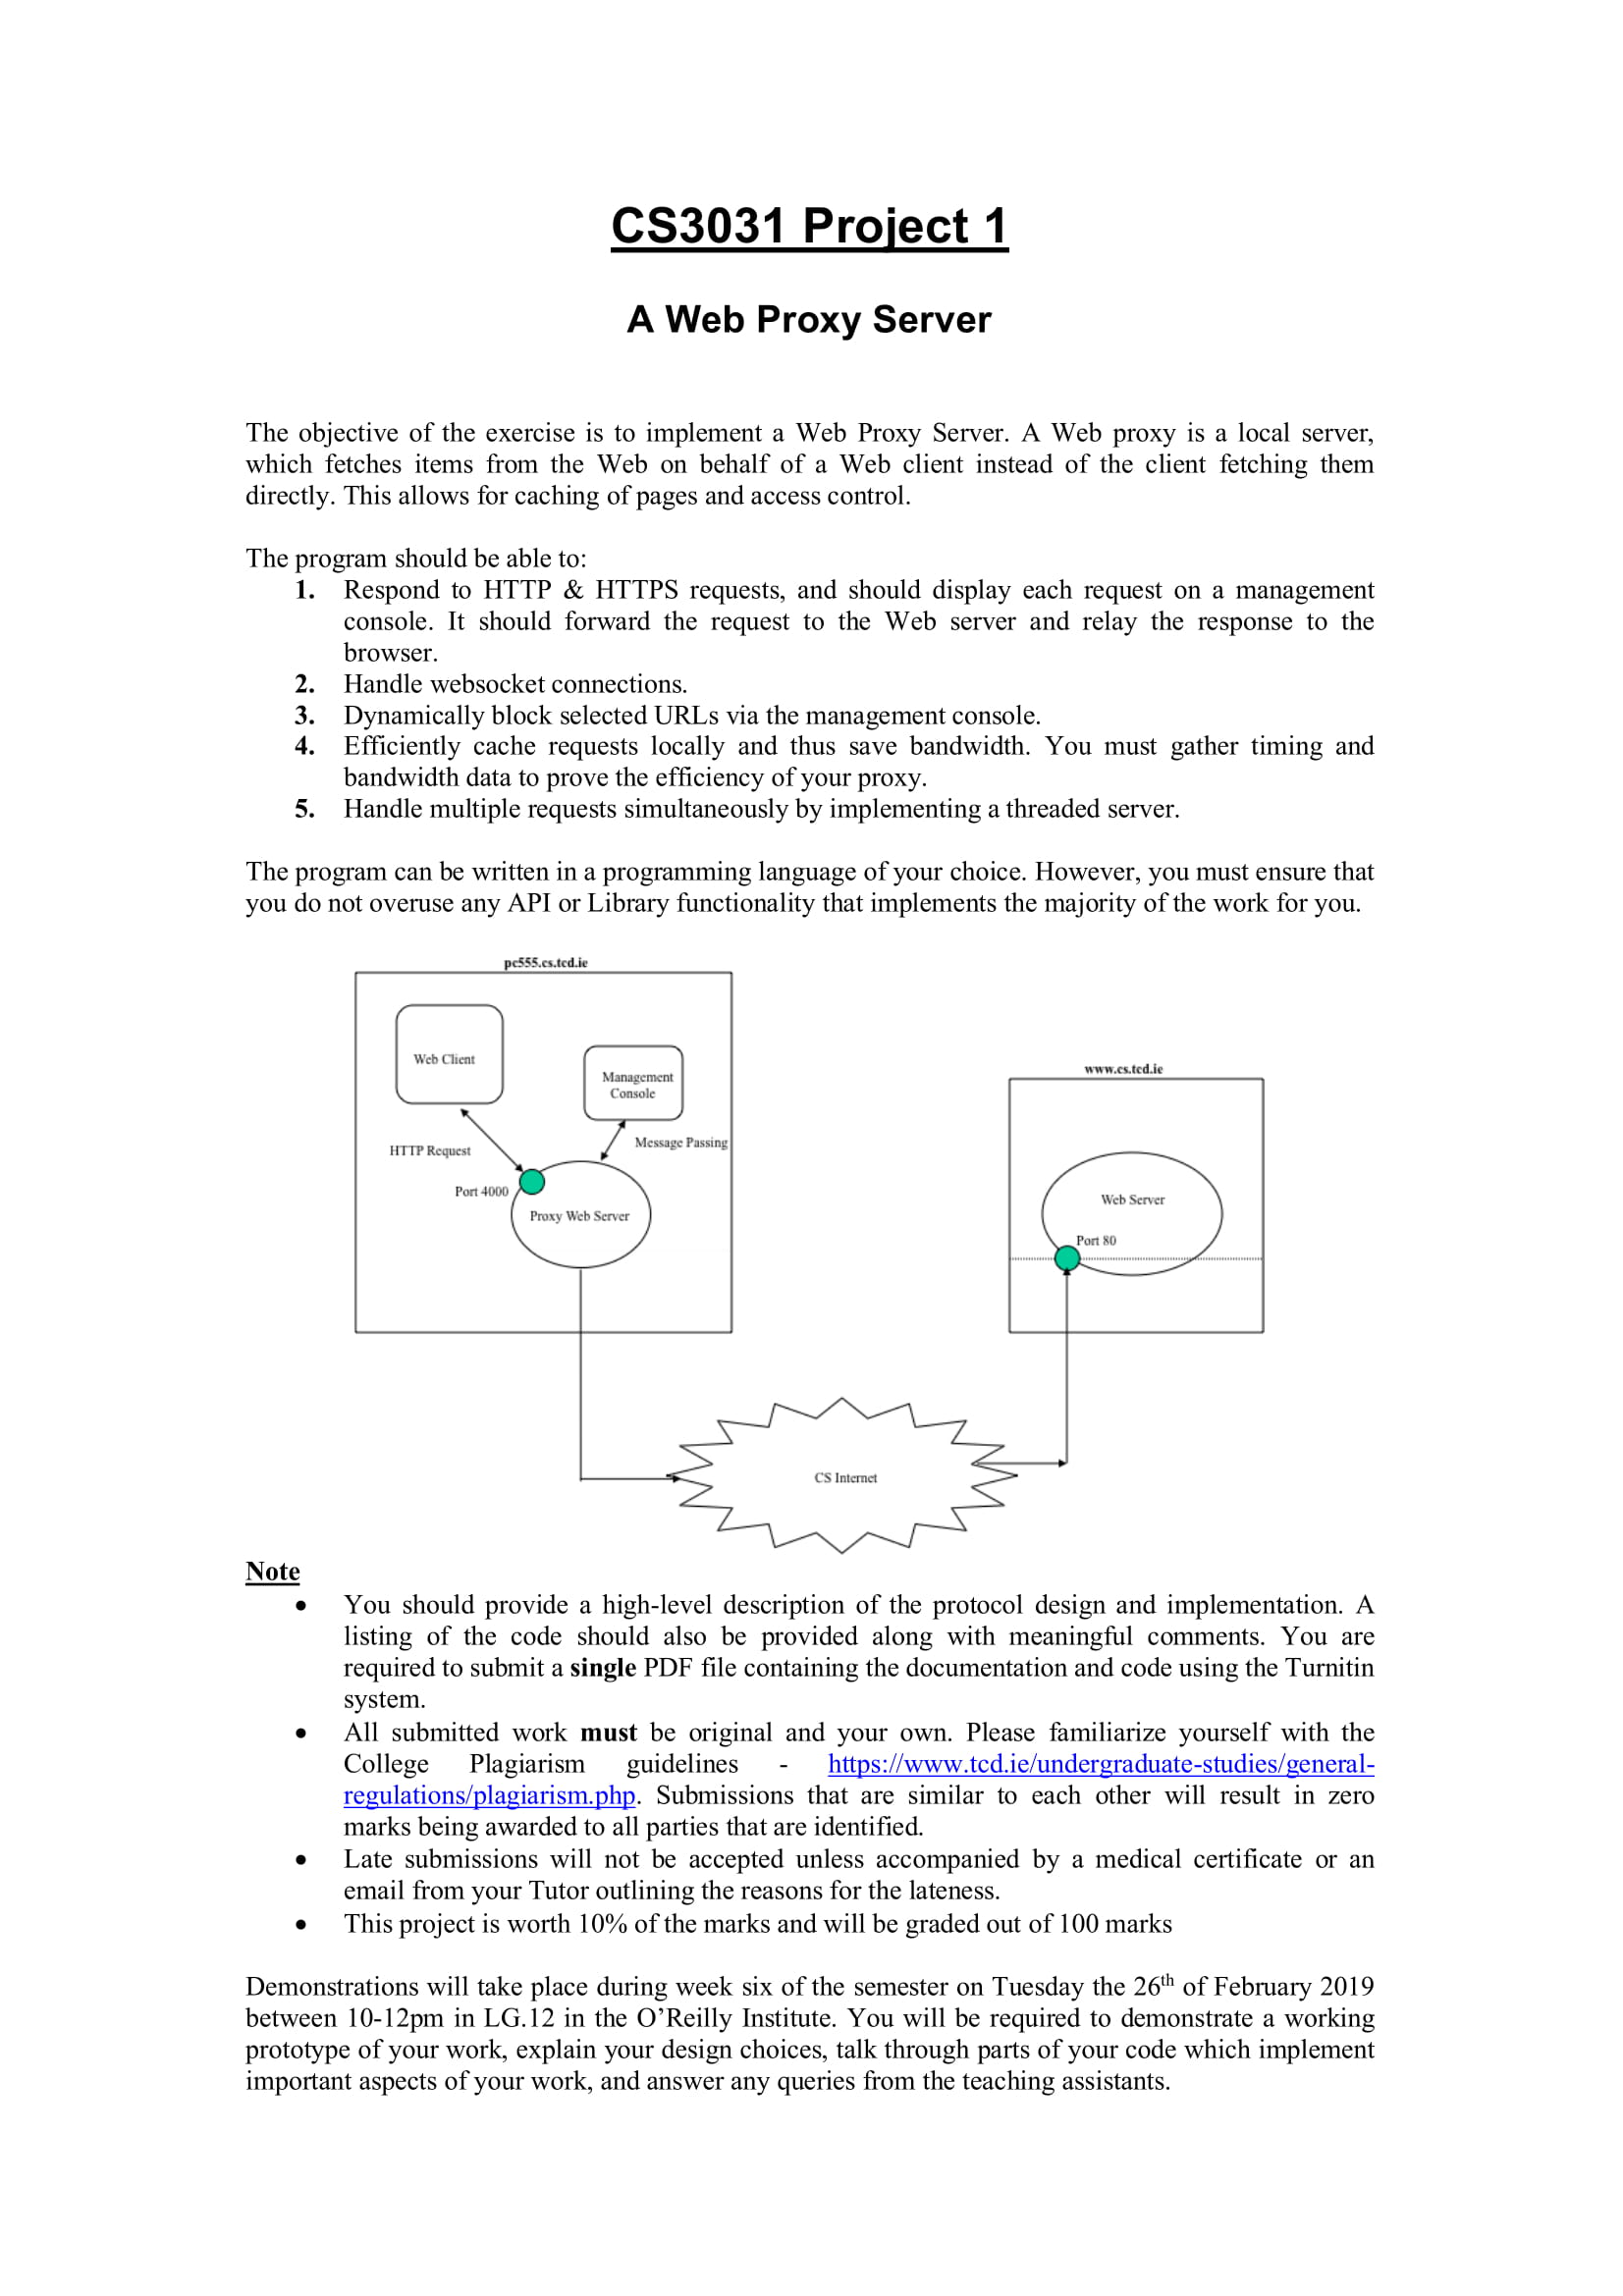 CS3031 Project 1
A Web Proxy Server
The objective of the exercise is to implement a Web Proxy Server. A Web proxy is a local server,
which fetches items from the Web on behalf of a Web client instead of the client fetching them
directly. This allows for caching of pages and access control.
The program should be able to:
1. Respond to HTTP & HTTPS requests, and should display each request on a management
console. It should forward the request to the Web server and relay the response to the
browser.
2. Handle websocket connections.
3. Dynamically block selected URLs via the management console.
4. Efficiently cache requests locally and thus save bandwidth. You must gather timing and
bandwidth data to prove the efficiency of your proxy.
5. Handle multiple requests simultaneously by implementing a threaded server.
The program can be written in a programming language of your choice. However, you must ensure that
you do not overuse any API or Library functionality that implements the majority of the work for you.
pc555.cs.tcd.ie
Web Client
Management
Console
www.cs.tcd.ie
HTTP Request
Message Passing
Port 4000
Proxy Web Server
Web Server
Port 80
CS Internet
Note
• You should provide a high-level description of the protocol design and implementation. A
listing of the code should also be provided along with meaningful comments. You are
required to submit a single PDF file containing the documentation and code using the Turnitin
system.
• All submitted work must be original and your own. Please familiarize yourself with the
College Plagiarism guidelines - https://www.tcd.ie/undergraduate-studies/general-
regulations/plagiarism.php. Submissions that are similar to each other will result in zero
marks being awarded to all parties that are identified.
• Late submissions will not be accepted unless accompanied by a medical certificate or an
email from your Tutor outlining the reasons for the lateness.
• This project is worth 10% of the marks and will be graded out of 100 marks
Demonstrations will take place during week six of the semester on Tuesday the 26th of February 2019
between 10-12pm in LG.12 in the O’Reilly Institute. You will be required to demonstrate a working
prototype of your work, explain your design choices, talk through parts of your code which implement
important aspects of your work, and answer any queries from the teaching assistants.